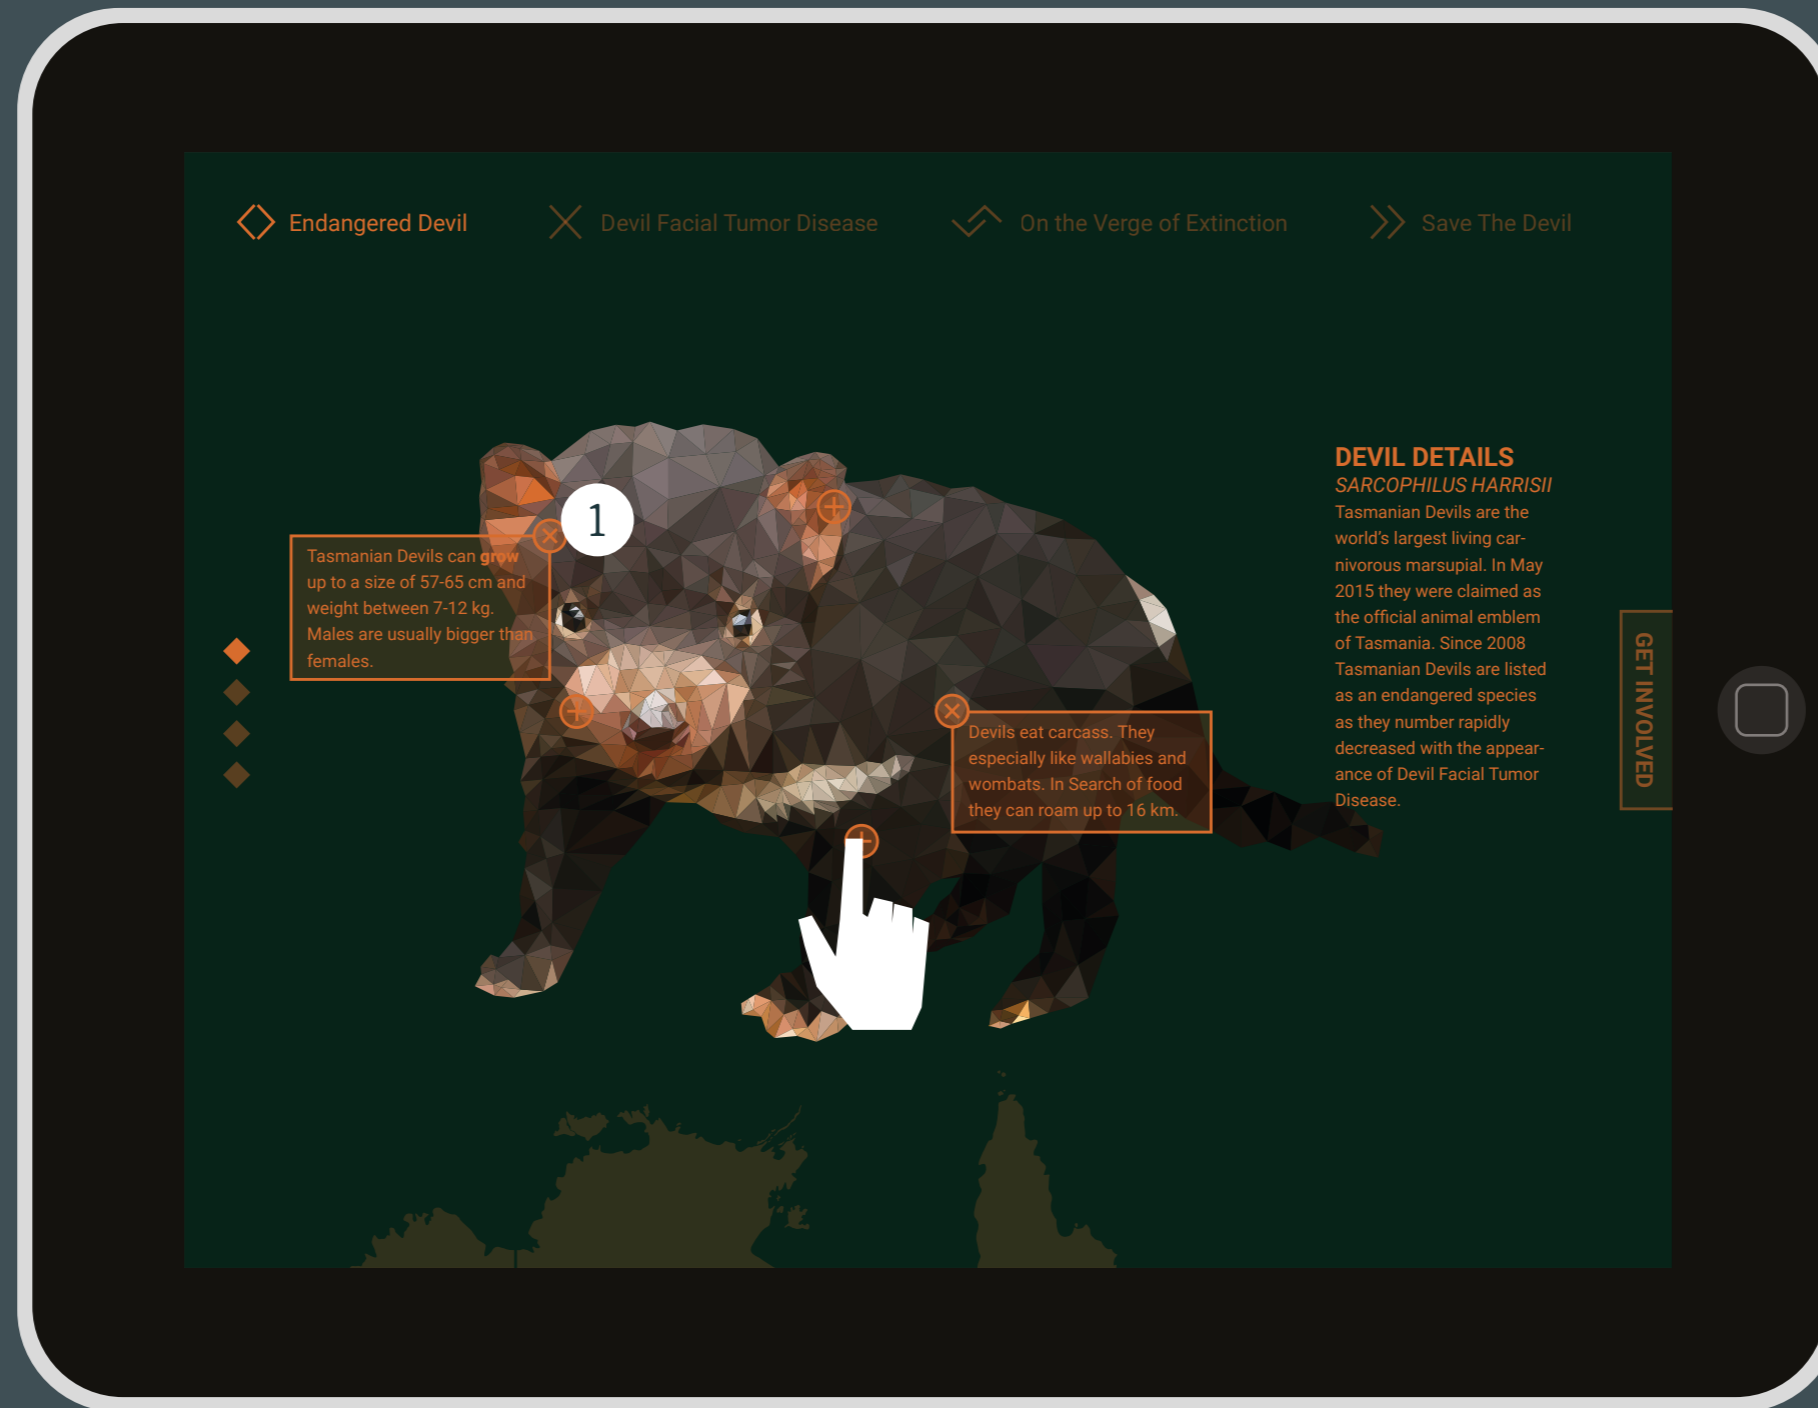 Endangered Devil
Devil Facial Tumor Disease
On the Verge of Extinction
Save The Devil
1
Tasmanian Devils can grow
up to a size of 57-65 cm and
weight between 7-12 kg.
Males are usually bigger than
females.
Devils eat carcass. They
especially like wallabies and
wombats. In Search of food
they can roam up to 16 km.
DEVIL DETAILS
SARCOPHILUS HARRISII
Tasmanian Devils are the
world's largest living car-
nivorous marsupial. In May
2015 they were claimed as
the official animal emblem
of Tasmania. Since 2008
Tasmanian Devils are listed
as an endangered species
as they number rapidly
decreased with the appear-
ance of Devil Facial Tumor
Disease.
GET INVOLVED